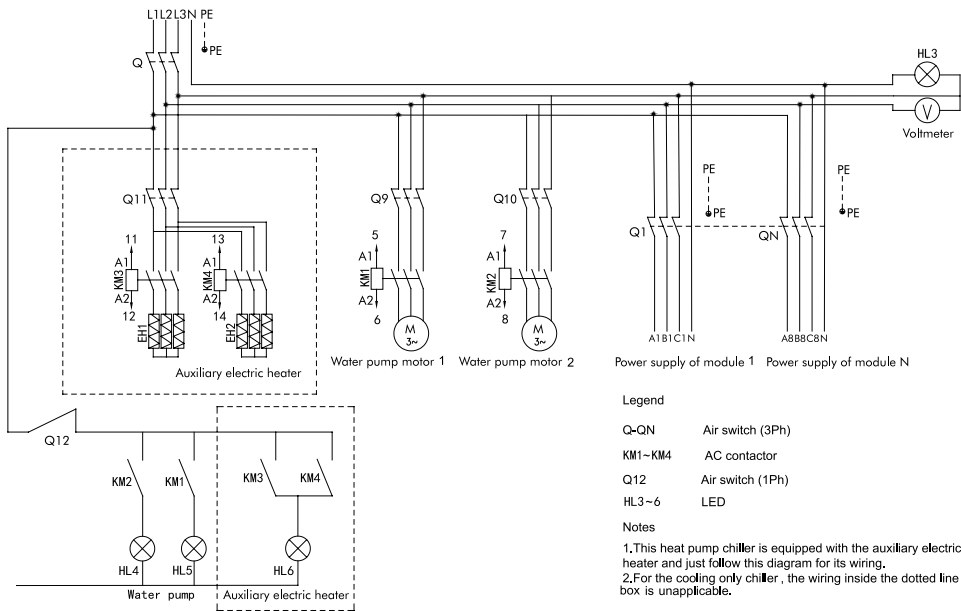 L1L2L3N PE
PE
Q
HL3
V
Voltmeter
Q11
11
13
A1
A1
KM3
KM4
A2
A2
12
14
EH1
EH2
Auxiliary electric heater
Q9
5
A1
KM1
A2
6
M
3~
Water pump motor 1
Q10
7
A1
KM2
A2
8
M
3~
Water pump motor 2
PE
PE
Q1
A1B1C1N
Power supply of module 1
PE
PE
QN
A8B8C8N
Power supply of module N
Q12
KM2
KM1
KM3
KM4
HL4
HL5
HL6
Water pump
Auxiliary electric heater
Legend
Q-QN Air switch (3Ph)
KM1~KM4 AC contactor
Q12 Air switch (1Ph)
HL3~6 LED
Notes
1.This heat pump chiller is equipped with the auxiliary electric
heater and just follow this diagram for its wiring.
2.For the cooling only chiller , the wiring inside the dotted line
box is unapplicable.